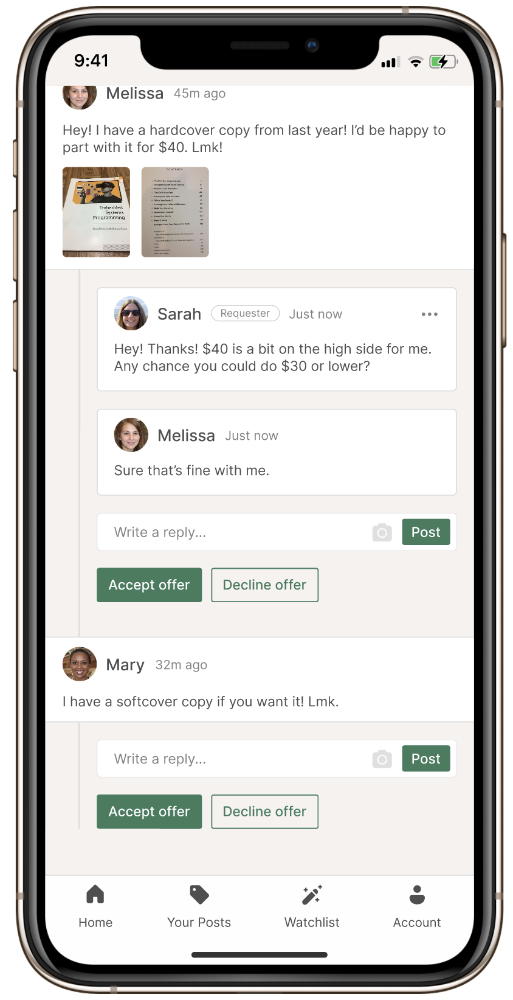 9:41
Melissa 45m ago
Hey! I have a hardcover copy from last year! I’d be happy to
part with it for $40. Lmk!
Embedded
Systems
Programming
CONTENTS
Sarah Requester Just now
Hey! Thanks! $40 is a bit on the high side for me.
Any chance you could do $30 or lower?
Melissa Just now
Sure that’s fine with me.
Write a reply... Post
Accept offer Decline offer
Mary 32m ago
I have a softcover copy if you want it! Lmk.
Write a reply... Post
Accept offer Decline offer
Home Your Posts Watchlist Account